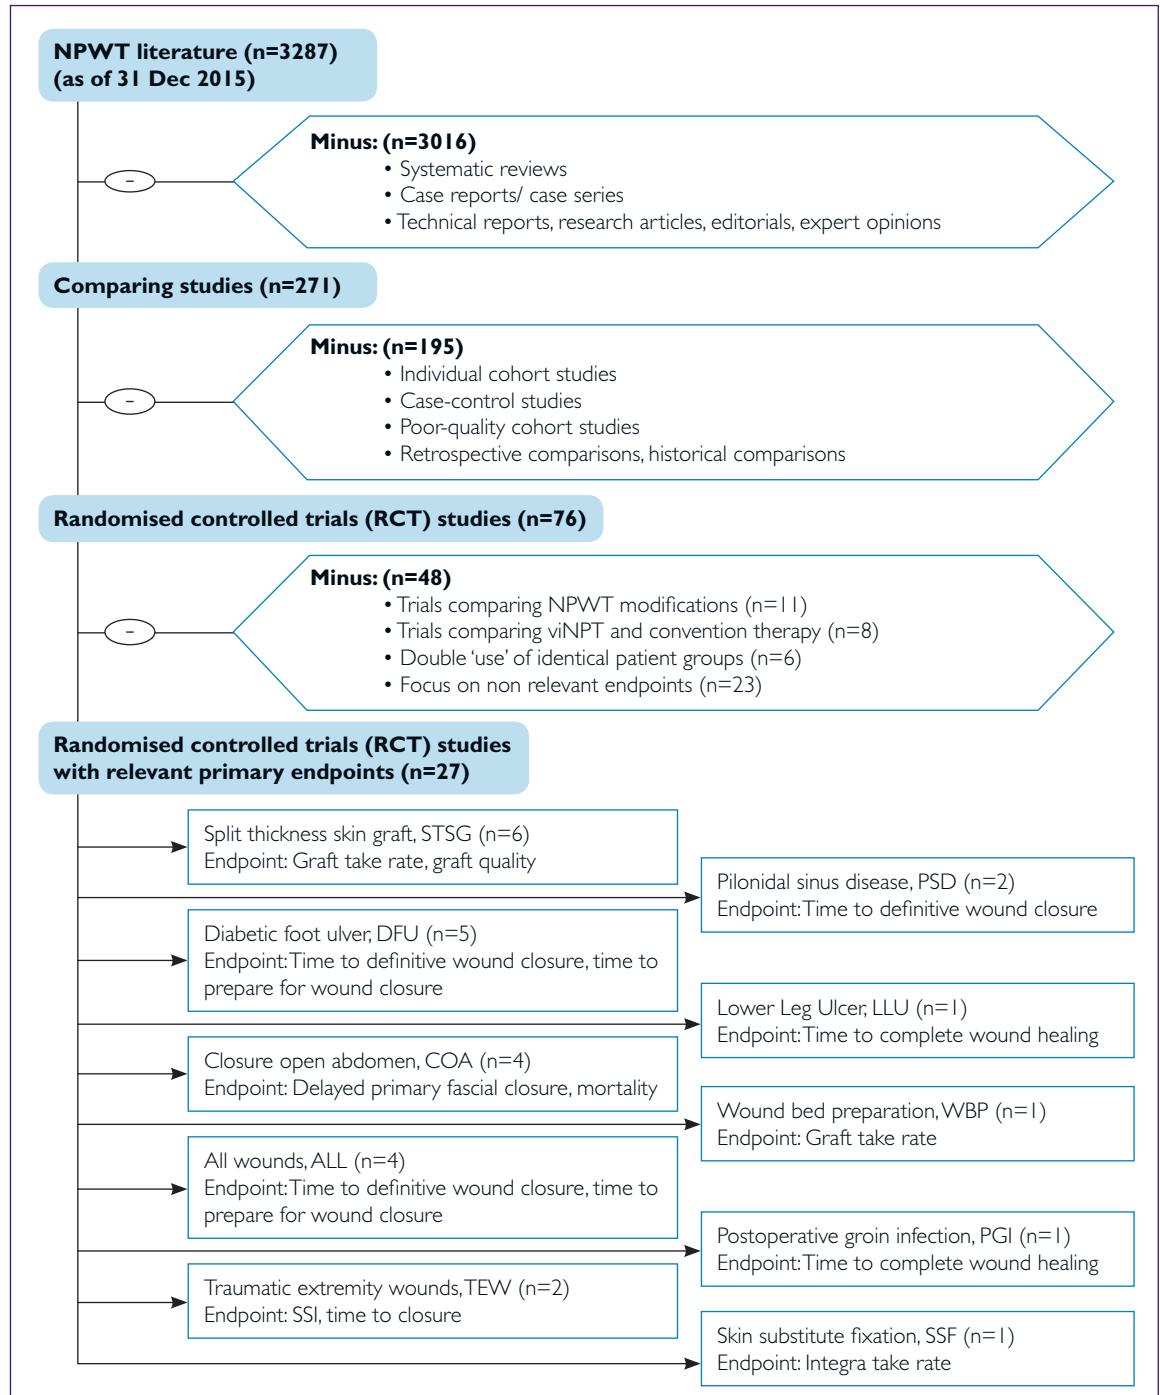 NPWT literature (n=3287)
(as of 31 Dec 2015)
–
Minus: (n=3016)
• Systematic reviews
• Case reports/ case series
• Technical reports, research articles, editorials, expert opinions
Comparing studies (n=271)
–
Minus: (n=195)
• Individual cohort studies
• Case-control studies
• Poor-quality cohort studies
• Retrospective comparisons, historical comparisons
Randomised controlled trials (RCT) studies (n=76)
–
Minus: (n=48)
• Trials comparing NPWT modifications (n=11)
• Trials comparing viNPT and convention therapy (n=8)
• Double ‘use’ of identical patient groups (n=6)
• Focus on non relevant endpoints (n=23)
Randomised controlled trials (RCT) studies
with relevant primary endpoints (n=27)
Split thickness skin graft, STSG (n=6)
Endpoint: Graft take rate, graft quality
Pilonidal sinus disease, PSD (n=2)
Endpoint: Time to definitive wound closure
Diabetic foot ulver, DFU (n=5)
Endpoint: Time to definitive wound closure, time to
prepare for wound closure
Lower Leg Ulcer, LLU (n=1)
Endpoint: Time to complete wound healing
Closure open abdomen, COA (n=4)
Endpoint: Delayed primary fascial closure, mortality
Wound bed preparation, WBP (n=1)
Endpoint: Graft take rate
All wounds, ALL (n=4)
Endpoint: Time to definitive wound closure, time to
prepare for wound closure
Postoperative groin infection, PGI (n=1)
Endpoint: Time to complete wound healing
Traumatic extremity wounds, TEW (n=2)
Endpoint: SSI, time to closure
Skin substitute fixation, SSF (n=1)
Endpoint: Integra take rate